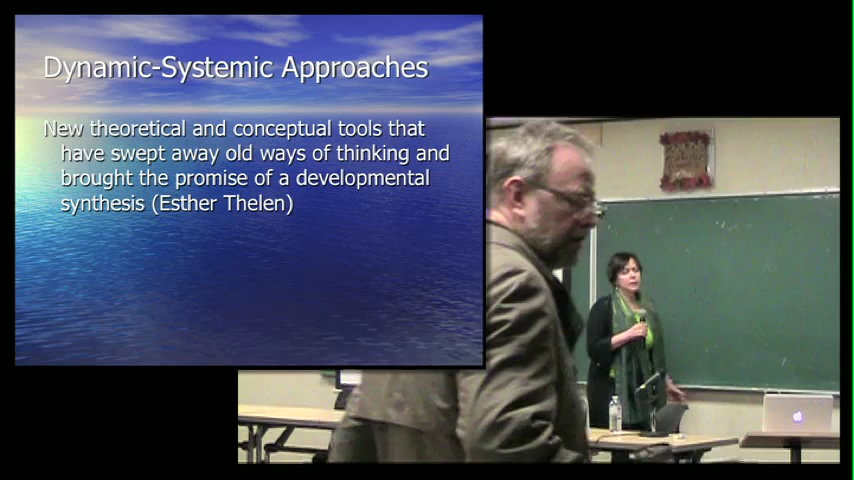 Dynamic-Systemic Approaches
New theoretical and conceptual tools that
have swept away old ways of thinking and
brought the promise of a developmental
synthesis (Esther Thelen)